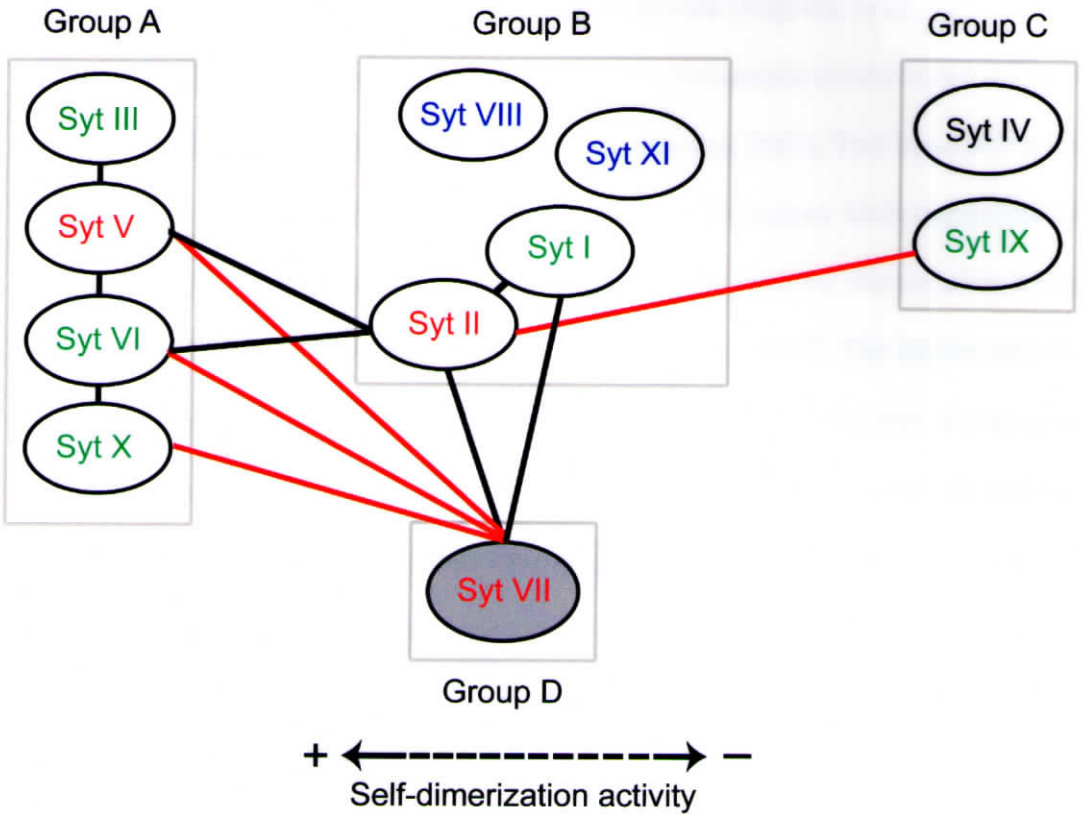 Group A
Group B
Group C
Syt III
Syt V
Syt VI
Syt X
Syt VIII
Syt XI
Syt I
Syt II
Syt IV
Syt IX
Syt VII
Group D
+ −
Self-dimerization activity